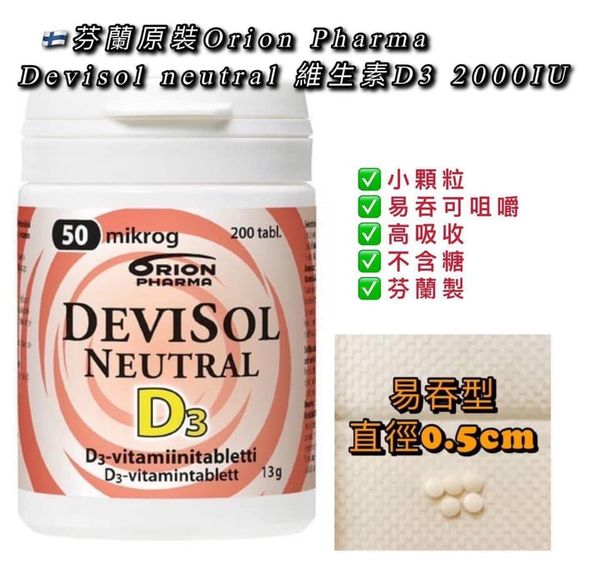 🇫🇮芬蘭原裝Orion Pharma
Devisol neutral 維生素D3 2000IU
✅小顆粒
✅易吞可咀嚼
✅高吸收
✅不含糖
✅芬蘭製
50 mikrog 200 tabl.
ORION
PHARMA
DEVISOL
NEUTRAL
D3
D3-vitamiinitabletti
D3-vitamintablett
13g
易吞型
直徑0.5cm